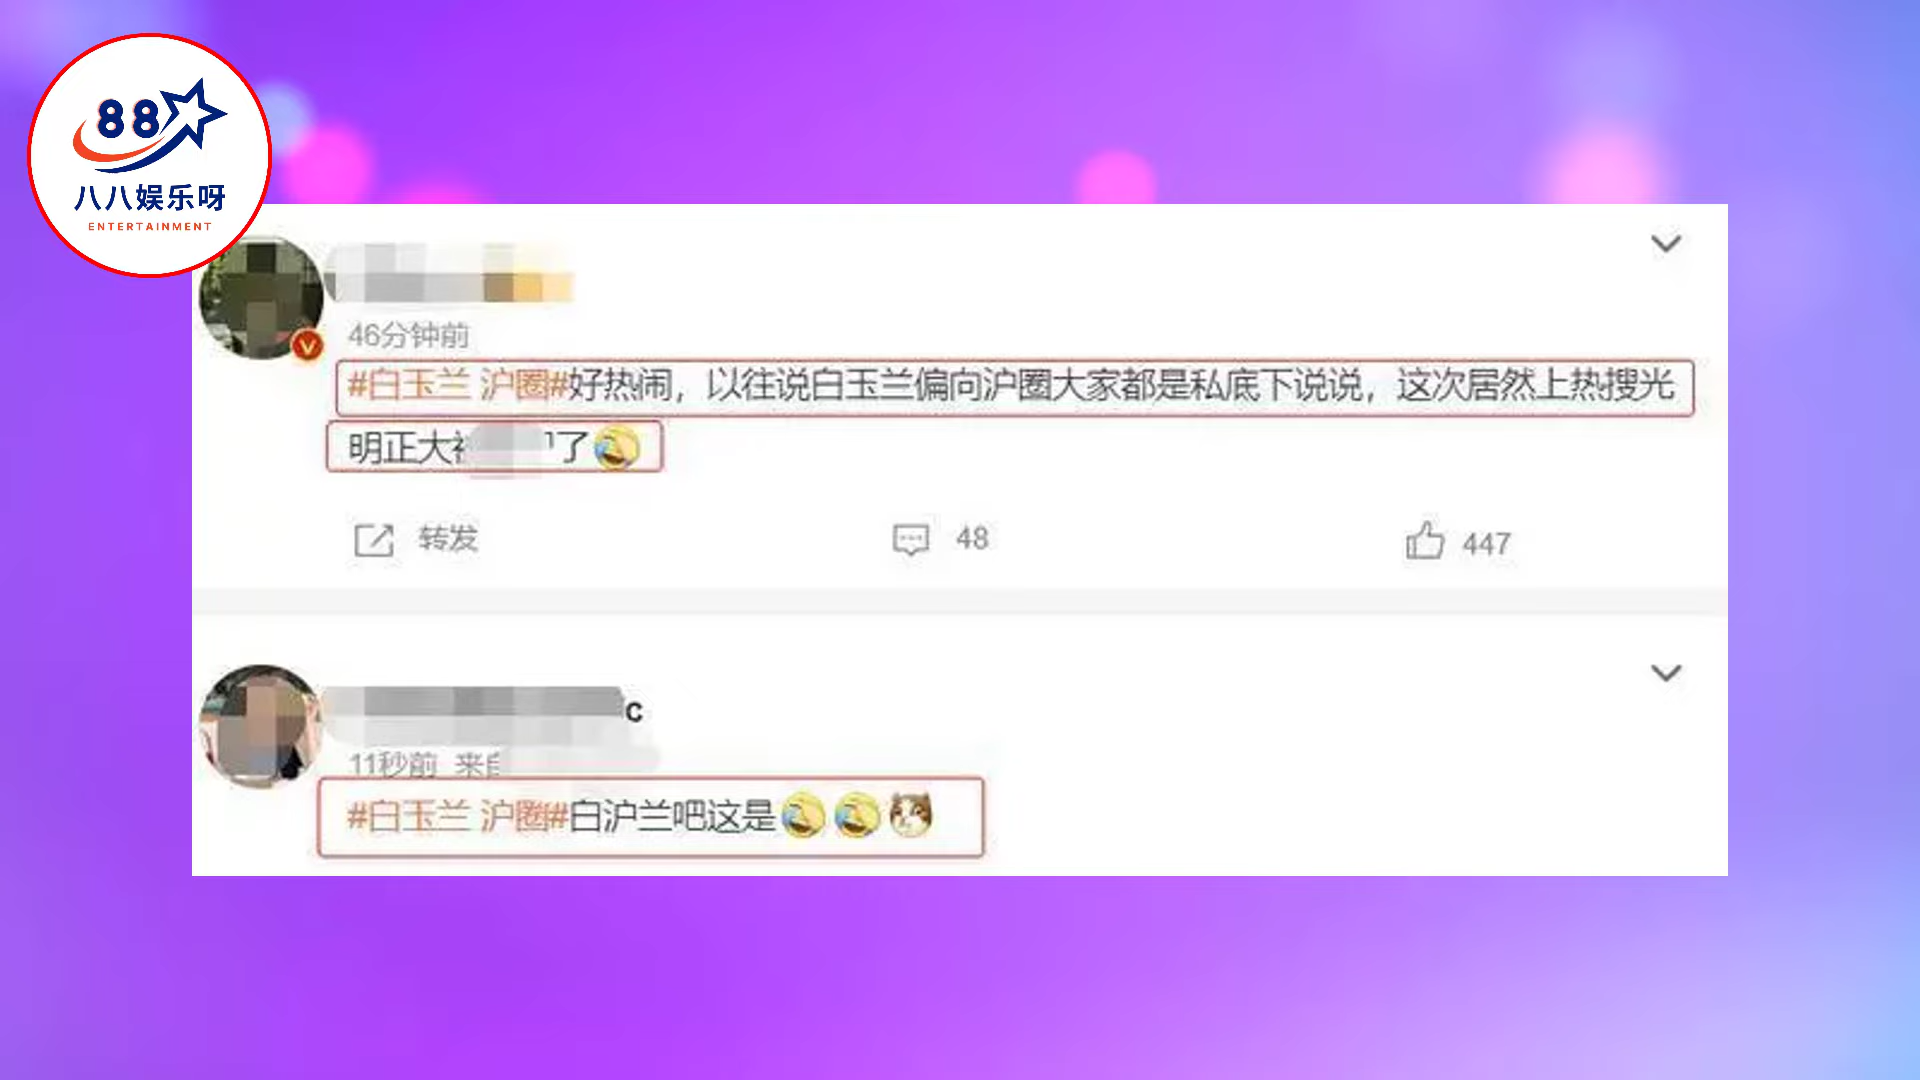 88
八八娱乐呀
ENTERTAINMENT
46分钟前
#白玉兰 沪圈#好热闹，以往说白玉兰偏向沪圈大家都是私底下说说，这次居然上热搜光
明正大 了
转发
48
447
c
11秒前 来自
#白玉兰 沪圈#白沪兰吧这是